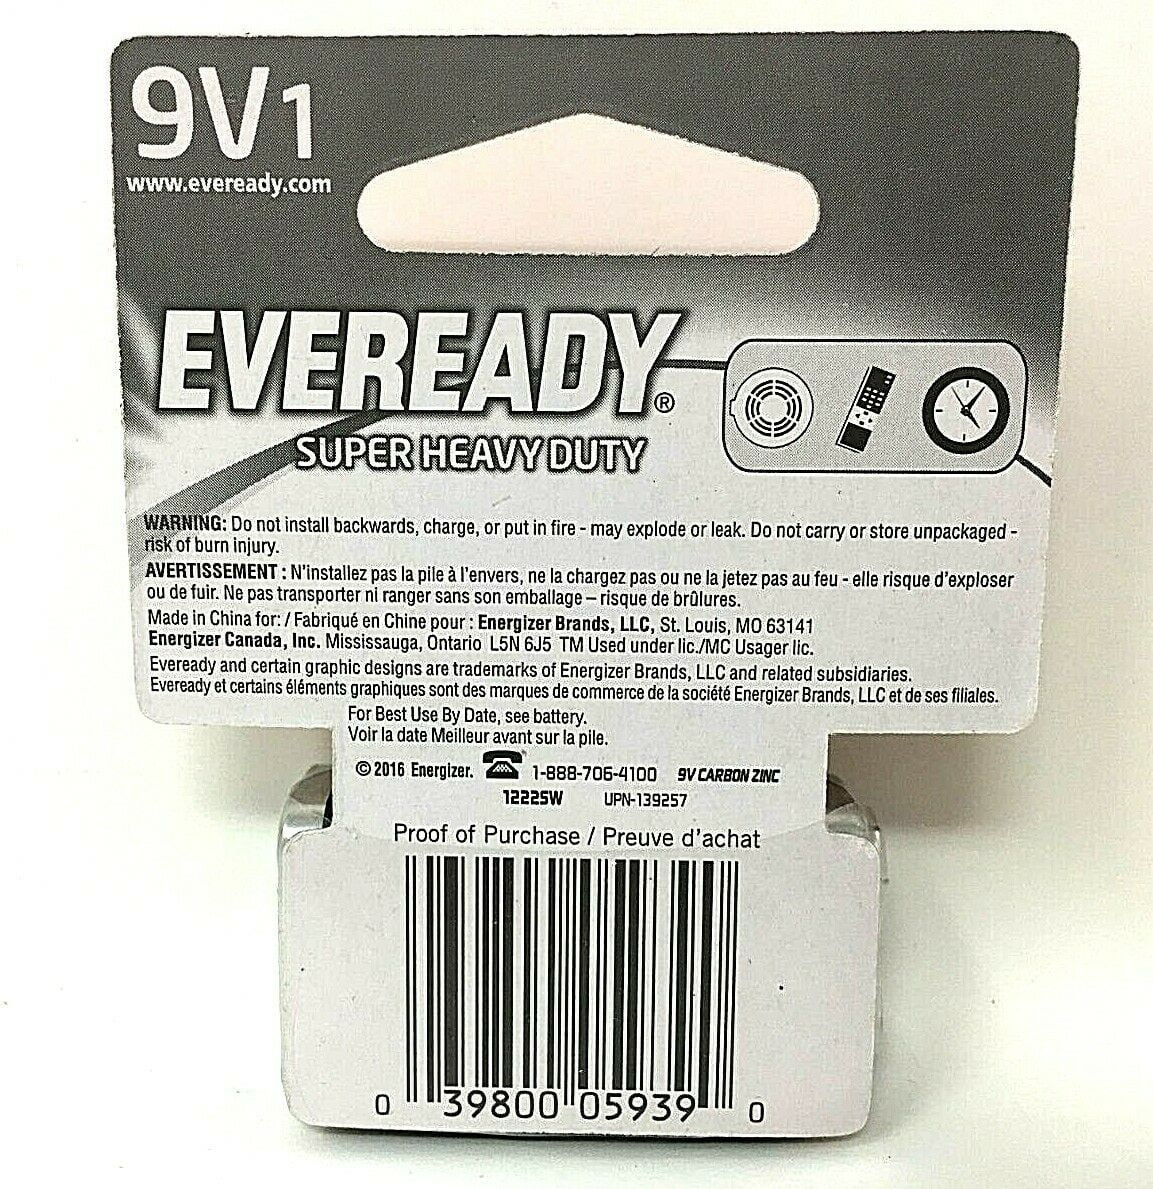 9V1
www.eveready.com
EVEREADY®
SUPER HEAVY DUTY
WARNING: Do not install backwards, charge, or put in fire - may explode or leak. Do not carry or store unpackaged -
risk of burn injury.
AVERTISSEMENT : N'installez pas la pile à l'envers, ne la chargez pas ou ne la jetez pas au feu - elle risque d'exploser
ou de fuir. Ne pas transporter ni ranger sans son emballage – risque de brûlures.
Made in China for: / Fabriqué en Chine pour : Energizer Brands, LLC, St. Louis, MO 63141
Energizer Canada, Inc. Mississauga, Ontario L5N 6J5 TM Used under lic./MC Usager lic.
Eveready and certain graphic designs are trademarks of Energizer Brands, LLC and related subsidiaries.
Eveready et certains éléments graphiques sont des marques de commerce de la société Energizer Brands, LLC et de ses filiales.
For Best Use By Date, see battery.
Voir la date Meilleur avant sur la pile.
©2016 Energizer. 1-888-706-4100 9V CARBON ZINC
1222SW UPN-139257
Proof of Purchase / Preuve d'achat
0 39800 05939 0